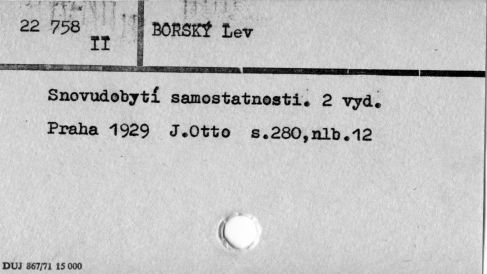 22 758
II
BORSKÝ Lev
Snovudobytí samostatnosti. 2 vyd.
Praha 1929 J.Otto s.280,nlb.12
DUJ 867/71 15 000